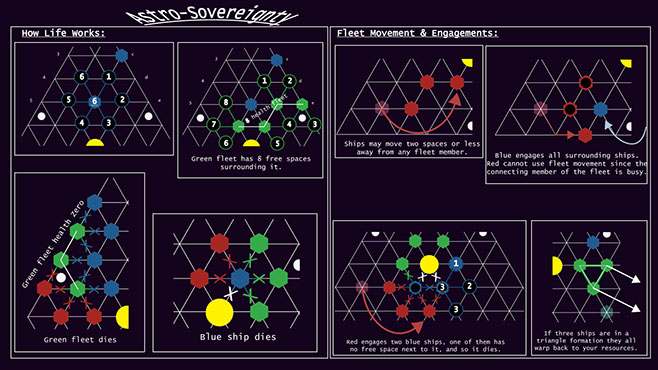 Astro-Sovereignty
How Life Works:
Fleet Movement & Engagements:
c
6
1
d
5
6
2
e
4
3
c
1
2
d
8
e
8 health fleet
7
3
6
4
5
Green fleet has 8 free spaces
surrounding it.
Ships may move two spaces or less
away from any fleet member.
Blue engages all surrounding ships.
Red cannot use fleet movement since the
connecting member of the fleet is busy.
Green fleet health zero
Green fleet dies
Blue ship dies
1
3
2
3
Red engages two blue ships, one of them has
no free space next to it, and so it dies.
If three ships are in a
triangle formation they all
warp back to your resources.